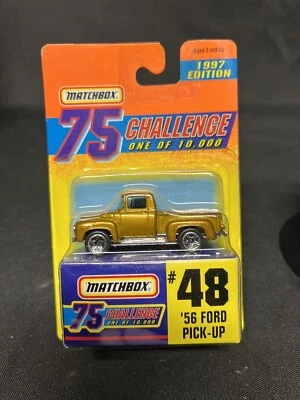 1997
EDITION
MATCHBOX
75 CHALLENGE
ONE OF 10,000
MATCHBOX
75 CHALLENGE
ONE OF 10,000
#48
'56 FORD
PICK-UP